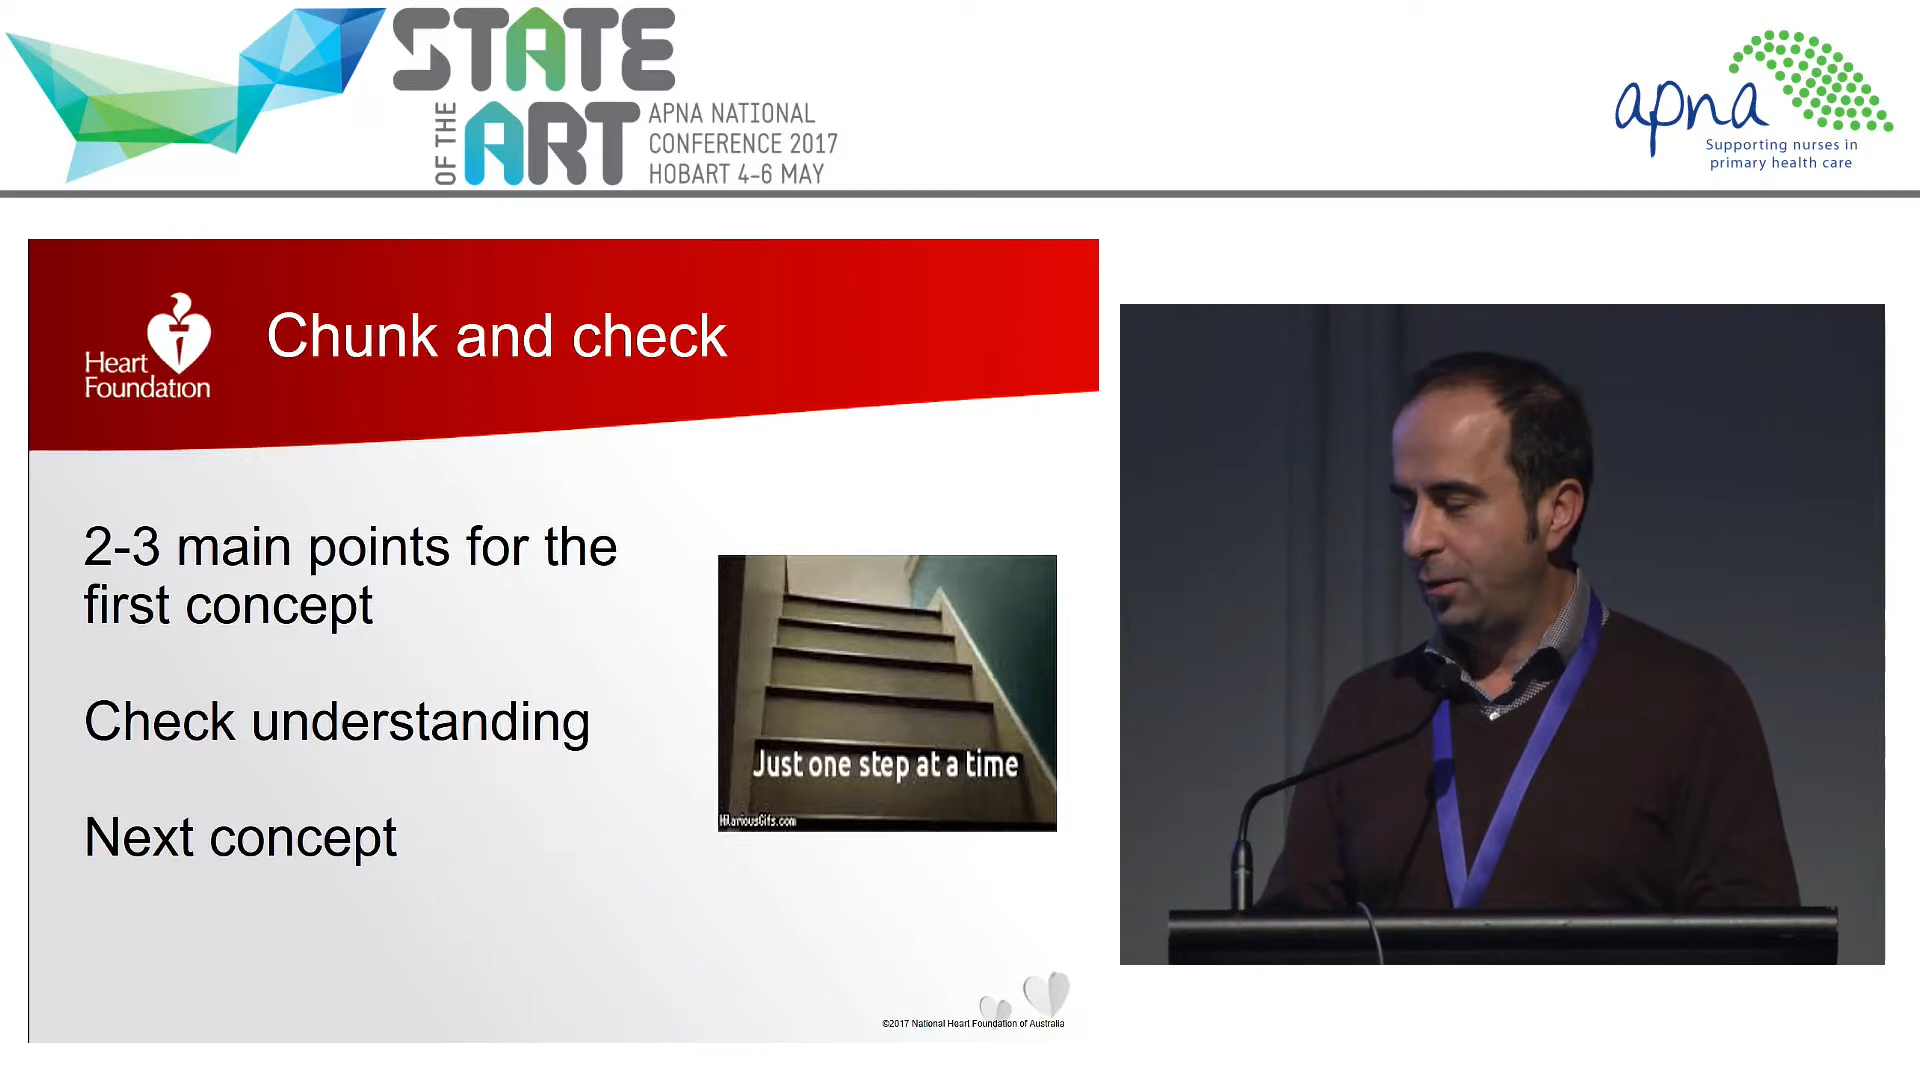 STATE
OF THE
ART
APNA NATIONAL
CONFERENCE 2017
HOBART 4-6 MAY
apna
Supporting nurses in
primary health care
Heart
Foundation
Chunk and check
2-3 main points for the
first concept
Check understanding
Next concept
Just one step at a time
HilariousGifs.com
©2017 National Heart Foundation of Australia